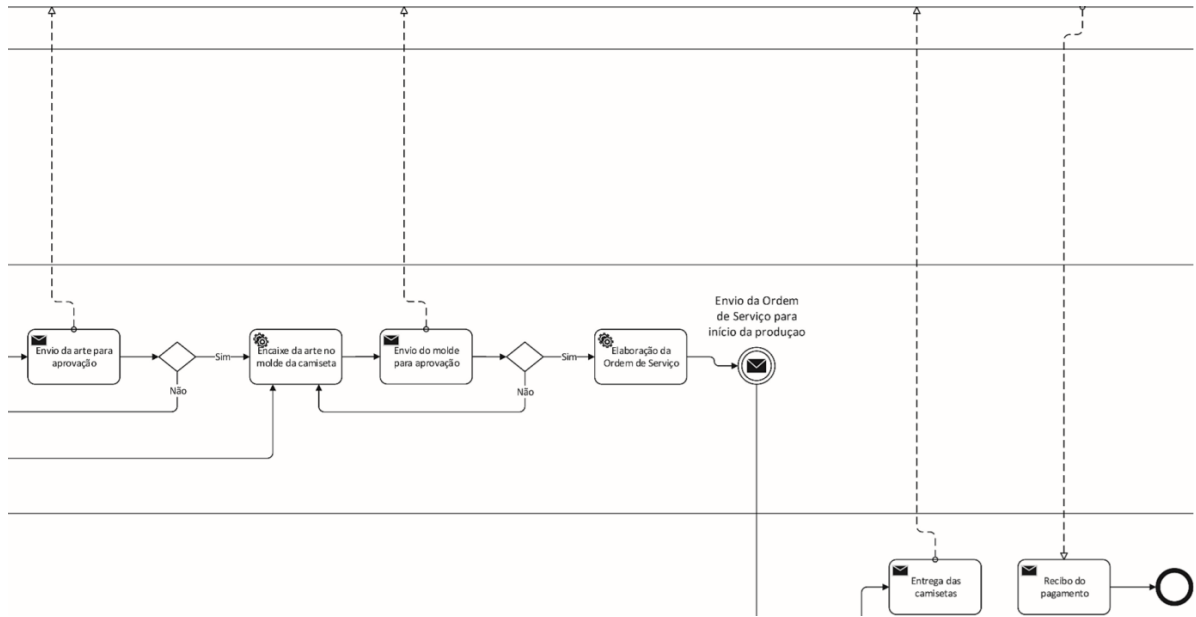 Envio da Ordem
de Serviço para
início da produçao
Envio da arte para
aprovação
Sim
Não
Encaixe da arte no
molde da camiseta
Envio do molde
para aprovação
Sim
Não
Elaboração da
Ordem de Serviço
Entrega das
camisetas
Recibo do
pagamento